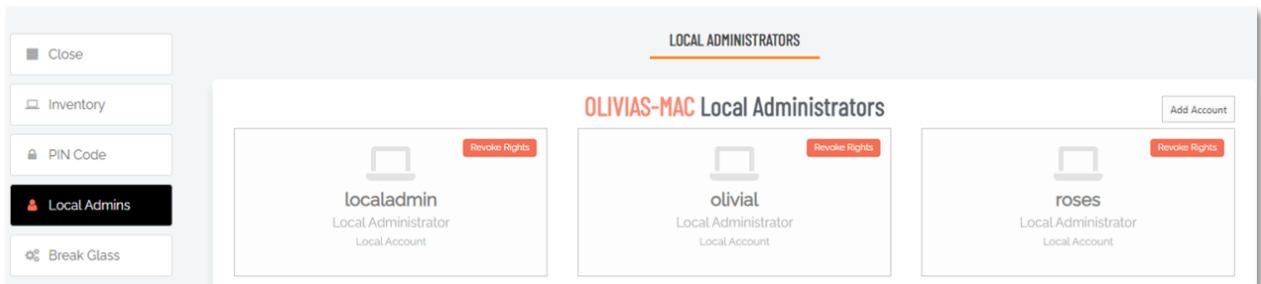 Close
Inventory
PIN Code
Local Admins
Break Glass
LOCAL ADMINISTRATORS
OLIVIAS-MAC Local Administrators
Add Account
Revoke Rights
localadmin
Local Administrator
Local Account
Revoke Rights
olivial
Local Administrator
Local Account
Revoke Rights
roses
Local Administrator
Local Account